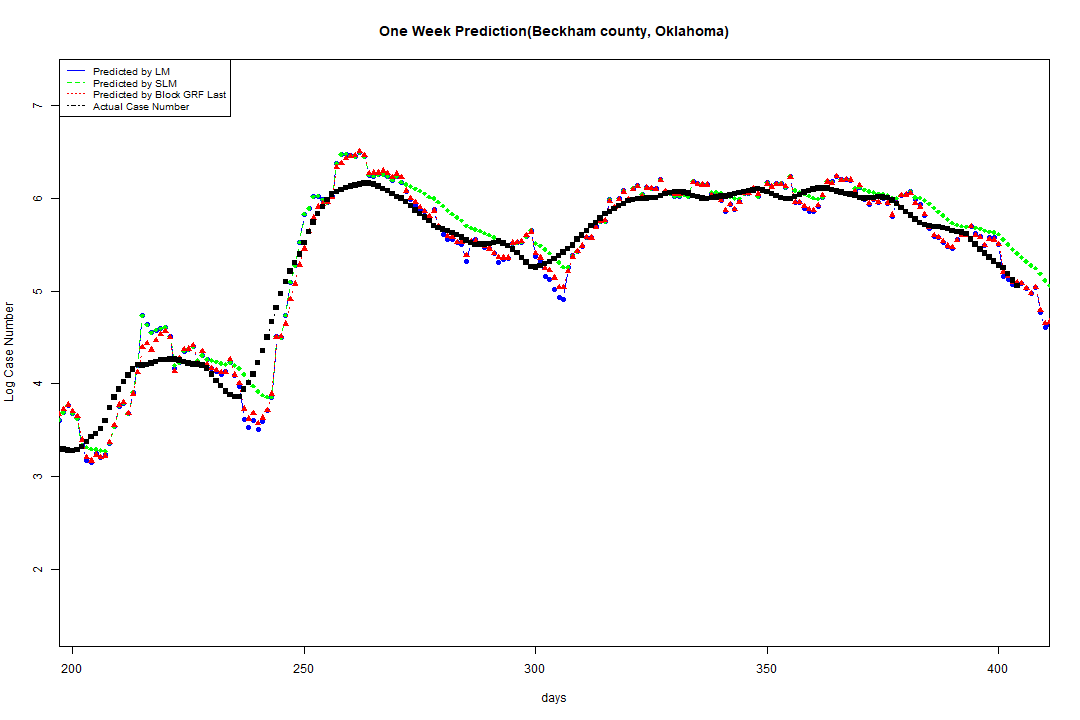 One Week Prediction(Beckham county, Oklahoma)
Predicted by LM
Predicted by SLM
Predicted by Block GRF Last
Actual Case Number
7
6
5
4
3
2
Log Case Number
200 250 300 350 400
days